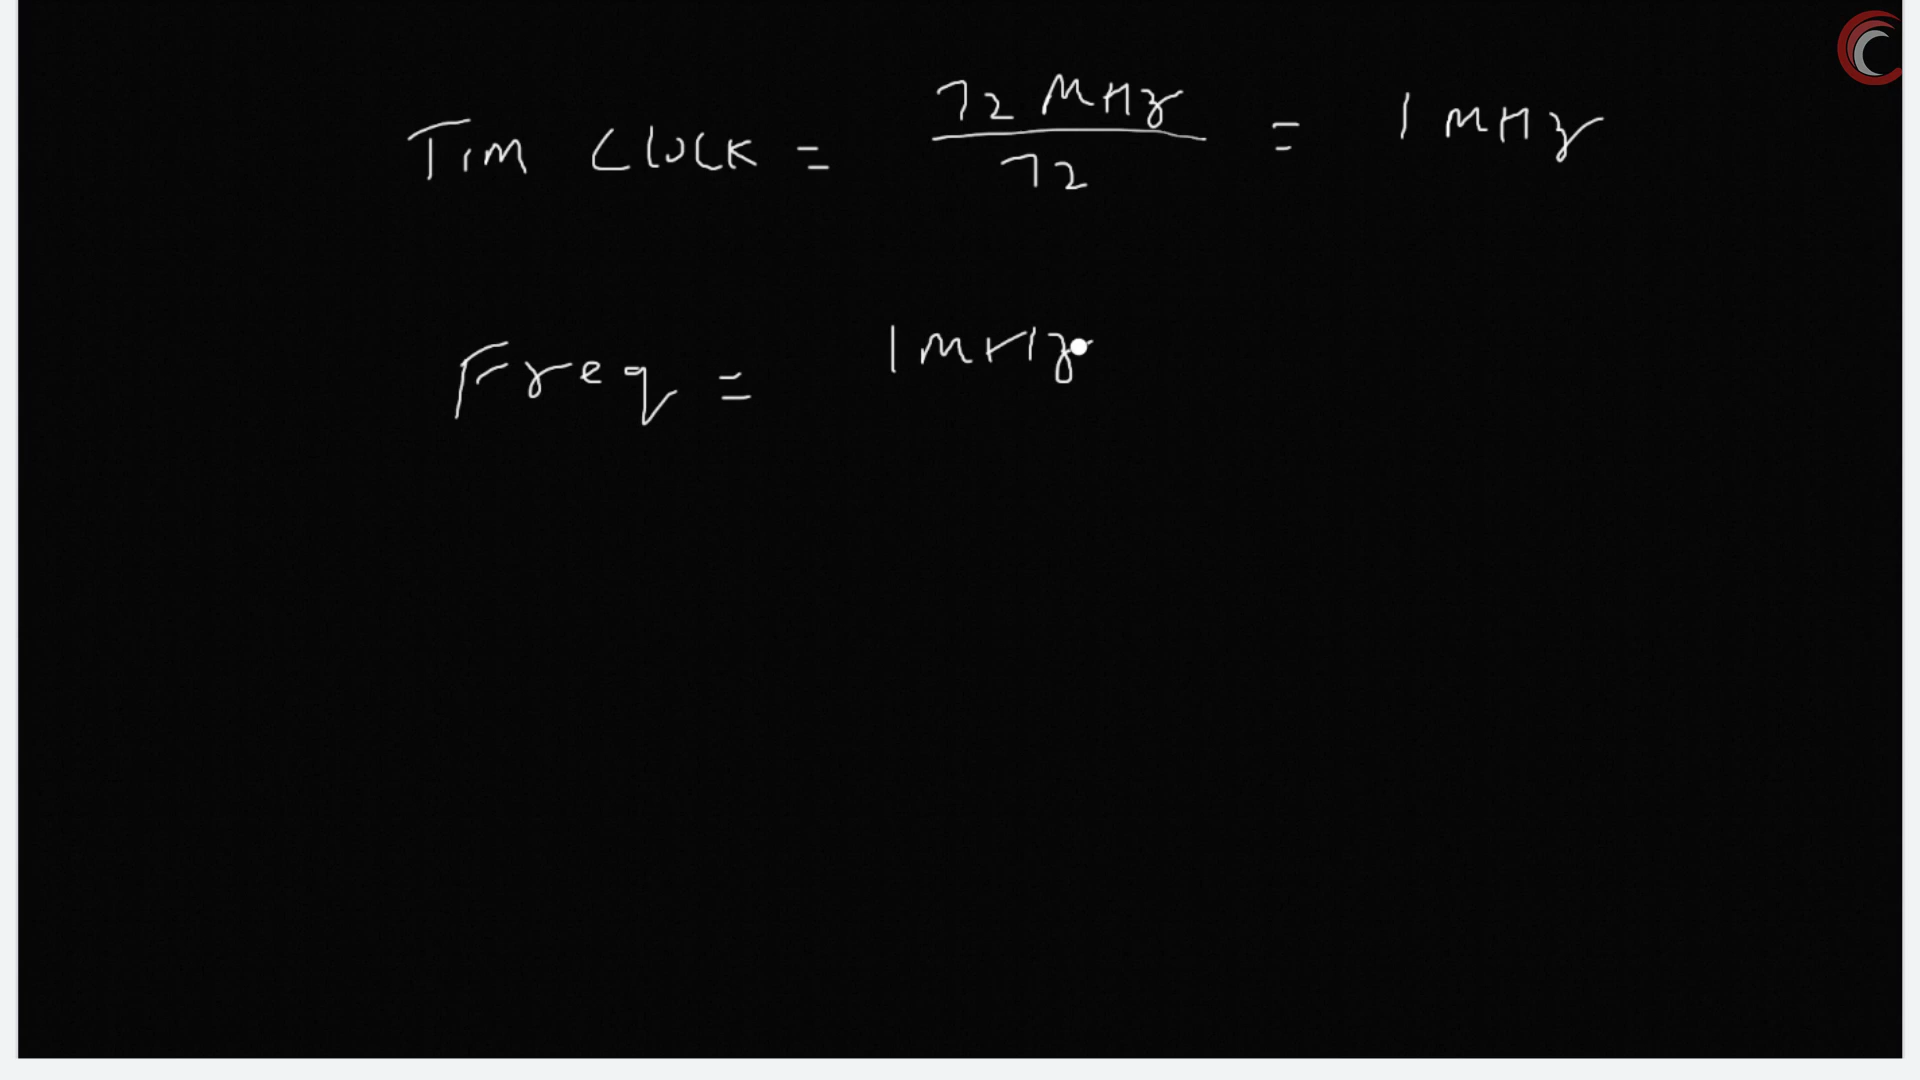 Tim Clock = 72 MHz / 72 = 1 MHz
Freq = 1 MHz